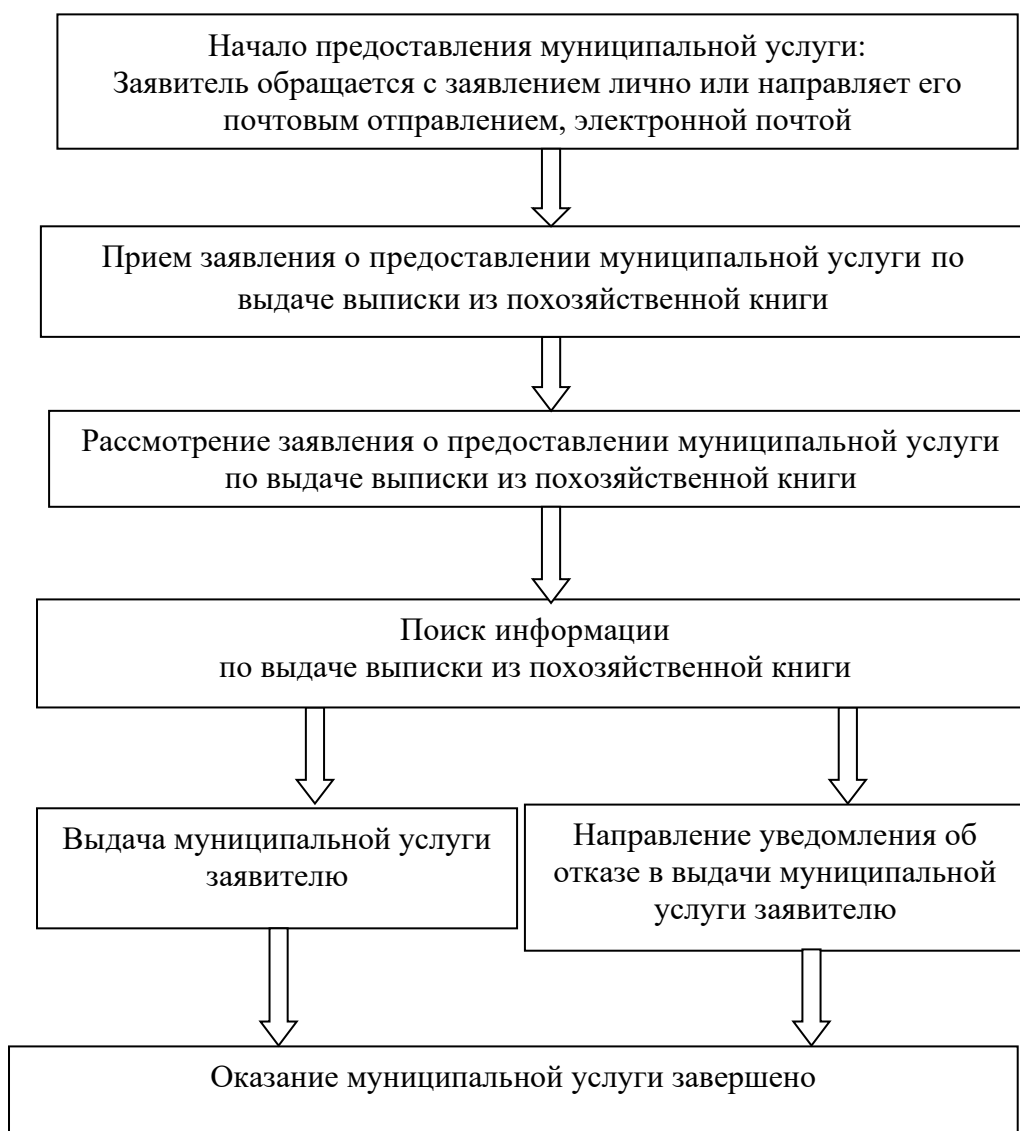 Начало предоставления муниципальной услуги:
Заявитель обращается с заявлением лично или направляет его
почтовым отправлением, электронной почтой
Прием заявления о предоставлении муниципальной услуги по
выдаче выписки из похозяйственной книги
Рассмотрение заявления о предоставлении муниципальной услуги
по выдаче выписки из похозяйственной книги
Поиск информации
по выдаче выписки из похозяйственной книги
Выдача муниципальной услуги
заявителю
Направление уведомления об
отказе в выдачи муниципальной
услуги заявителю
Оказание муниципальной услуги завершено